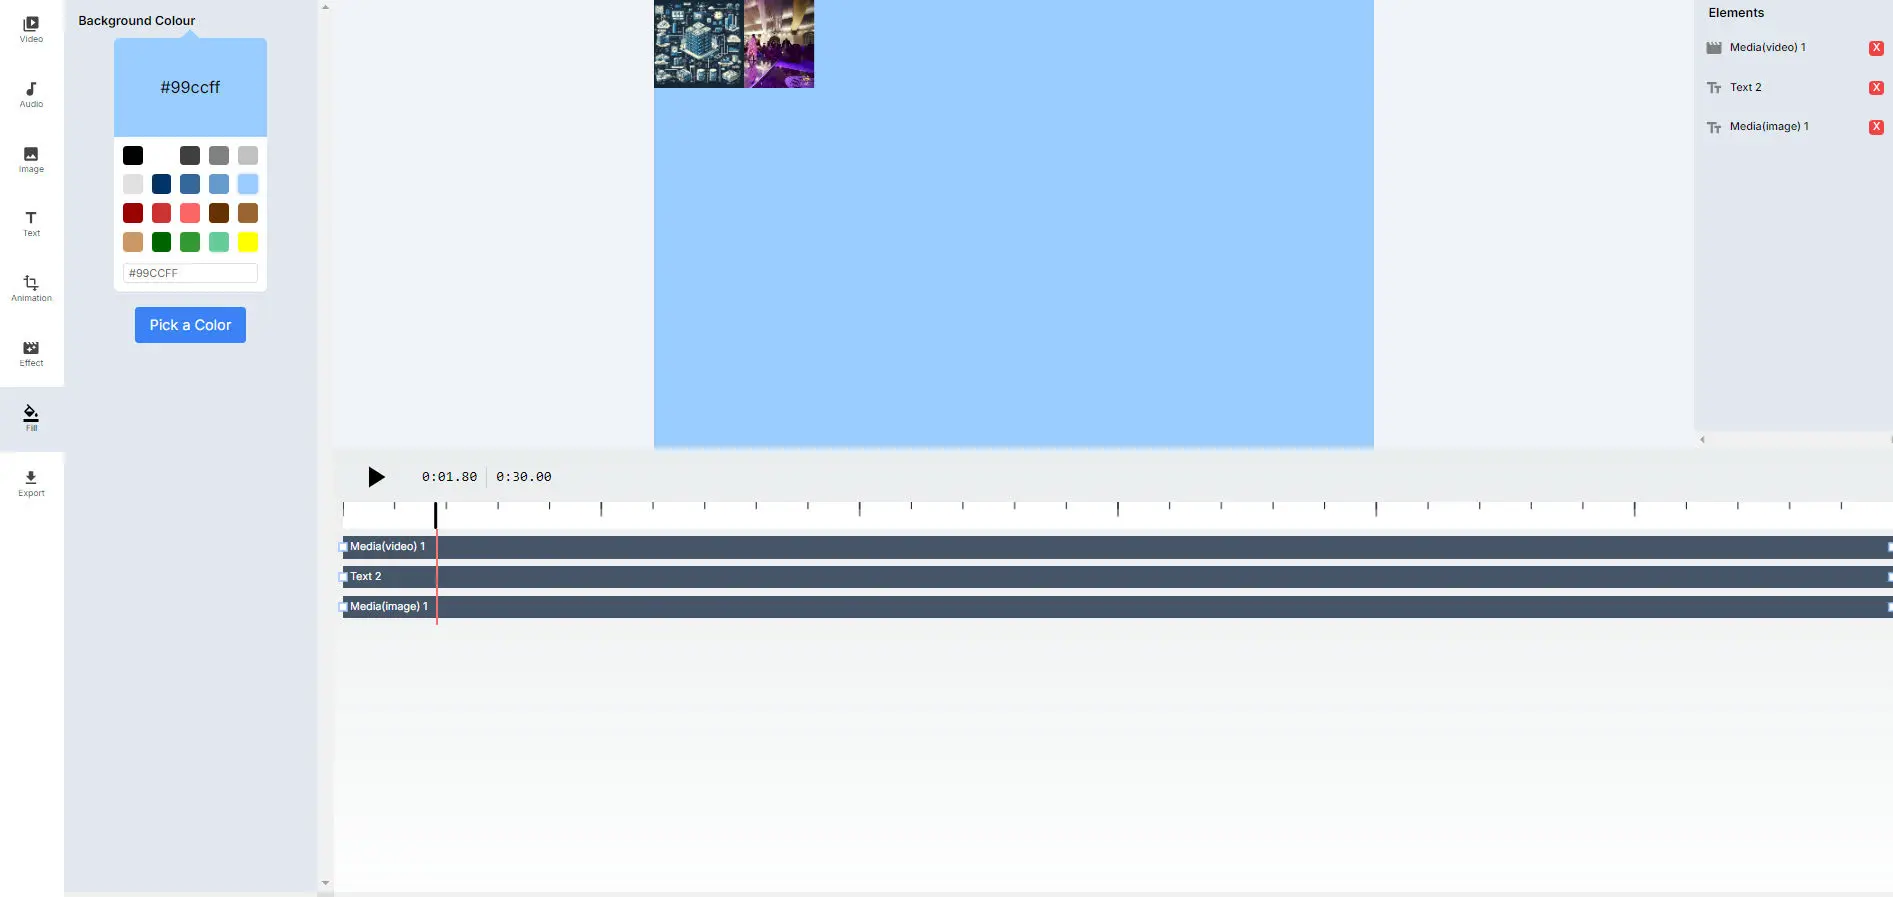 Video
Audio
Image
Text
Animation
Effect
Fill
Export
Background Colour
#99ccff
#99CCFF
Pick a Color
Elements
Media(video) 1
X
Text 2
X
Media(image) 1
X
0:01.80
0:30.00
Media(video) 1
Text 2
Media(image) 1